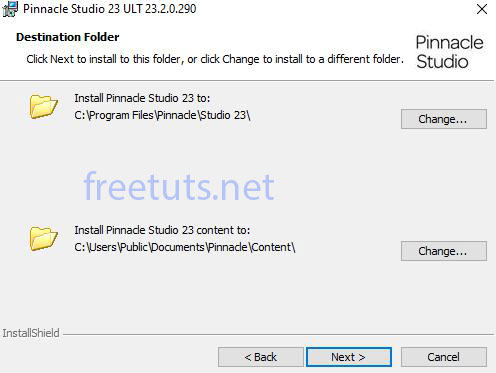 Pinnacle Studio 23 ULT 23.2.0.290
Destination Folder
Click Next to install to this folder, or click Change to install to a different folder.
Pinnacle
Studio
Install Pinnacle Studio 23 to:
C:\Program Files\Pinnacle\Studio 23\
Change...
freetuts.net
Install Pinnacle Studio 23 content to:
C:\Users\Public\Documents\Pinnacle\Content\
Change...
InstallShield
< Back
Next >
Cancel